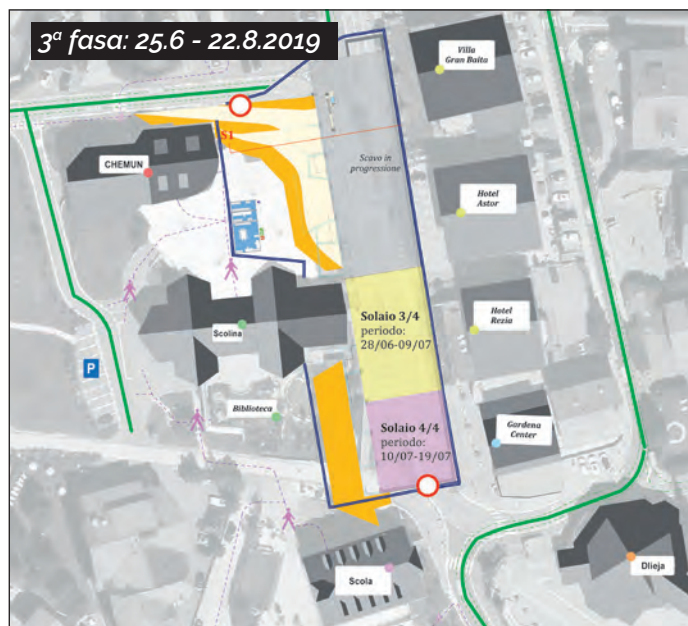 3ª fasa: 25.6 - 22.8.2019
Villa
Gran Baita
S1
CHEMUN
Scavo in
progressione
Hotel
Astor
Solaio 3/4
periodo:
28/06-09/07
Hotel
Rezia
Scolina
P
Biblioteca
Solaio 4/4
periodo:
10/07-19/07
Gardena
Center
Scola
Dlieja